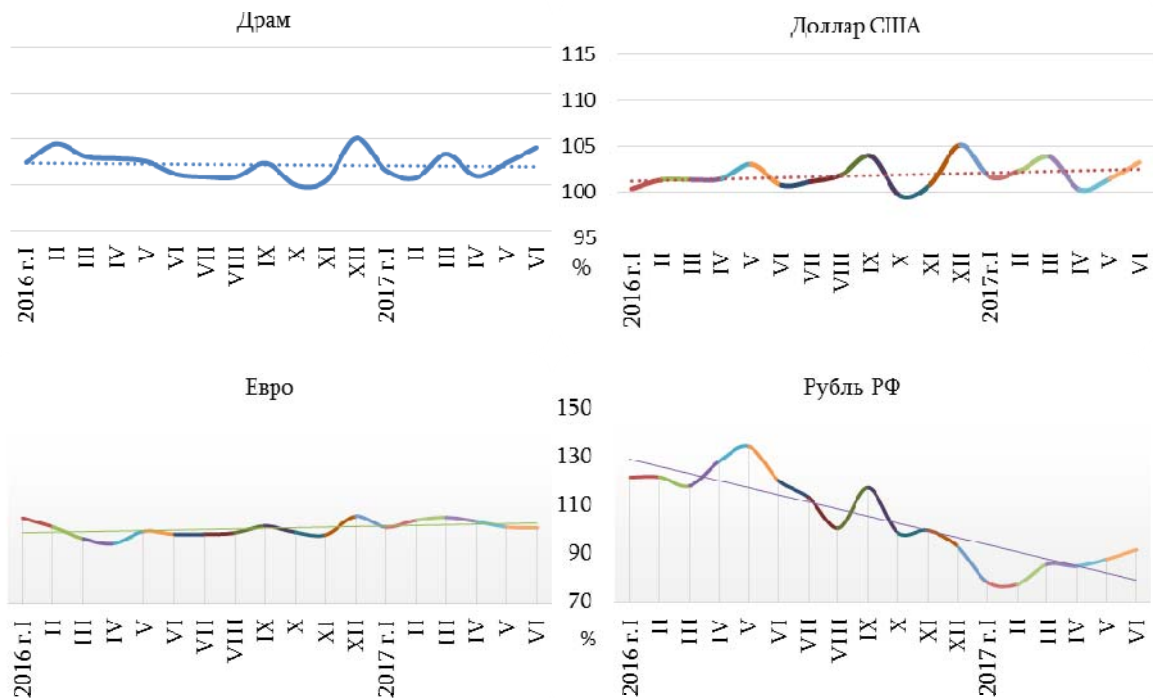 Драм
Доллар США
115
110
105
100
95
%
2016 г.I
II
III
IV
V
VI
VII
VIII
IX
X
XI
XII
2017 г.I
II
III
IV
V
VI
2016 г.I
II
III
IV
V
VI
VII
VIII
IX
X
XI
XII
2017г.I
II
III
IV
V
VI
Евро
Рубль РФ
150
130
110
90
70
%
2016 г.I
II
III
IV
V
VI
VII
VIII
IX
X
XI
XII
2017 г.I
II
III
IV
V
VI
2016 г.I
II
III
IV
V
VI
VII
VIII
IX
X
XI
XII
2017 г.I
II
III
IV
V
VI